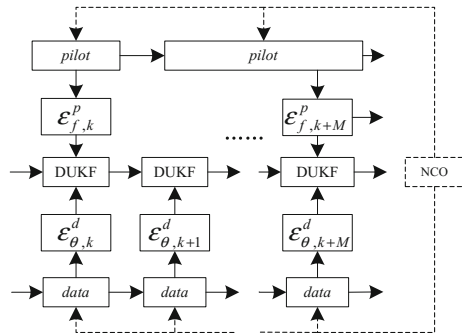 pilot pilot
ε^p_{f,k} ε^p_{f,k+M}
......
DUKF DUKF DUKF NCO
ε^d_{θ,k} ε^d_{θ,k+1} ε^d_{θ,k+M}
data data data